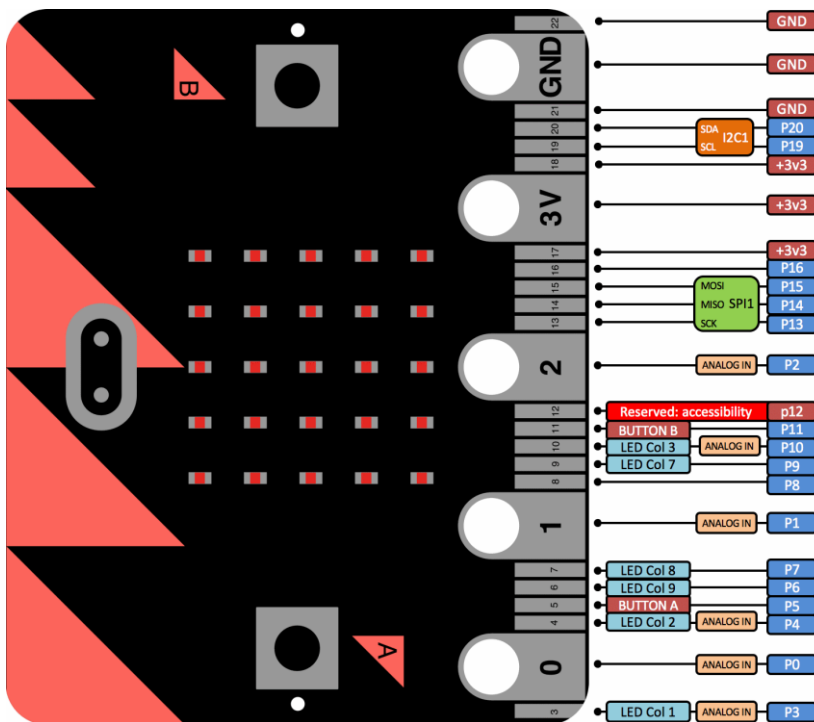 22 GND
GND GND
21 GND
20 SDA I2C1 P20
19 SCL P19
18 +3v3
3V +3v3
17 +3v3
16 P16
15 MOSI P15
14 MISO SPI1 P14
13 SCK P13
2 ANALOG IN P2
12 Reserved: accessibility p12
11 BUTTON B P11
10 LED Col 3 ANALOG IN P10
9 LED Col 7 P9
8 P8
1 ANALOG IN P1
7 LED Col 8 P7
6 LED Col 9 P6
5 BUTTON A P5
4 LED Col 2 ANALOG IN P4
0 ANALOG IN P0
3 LED Col 1 ANALOG IN P3
B
A